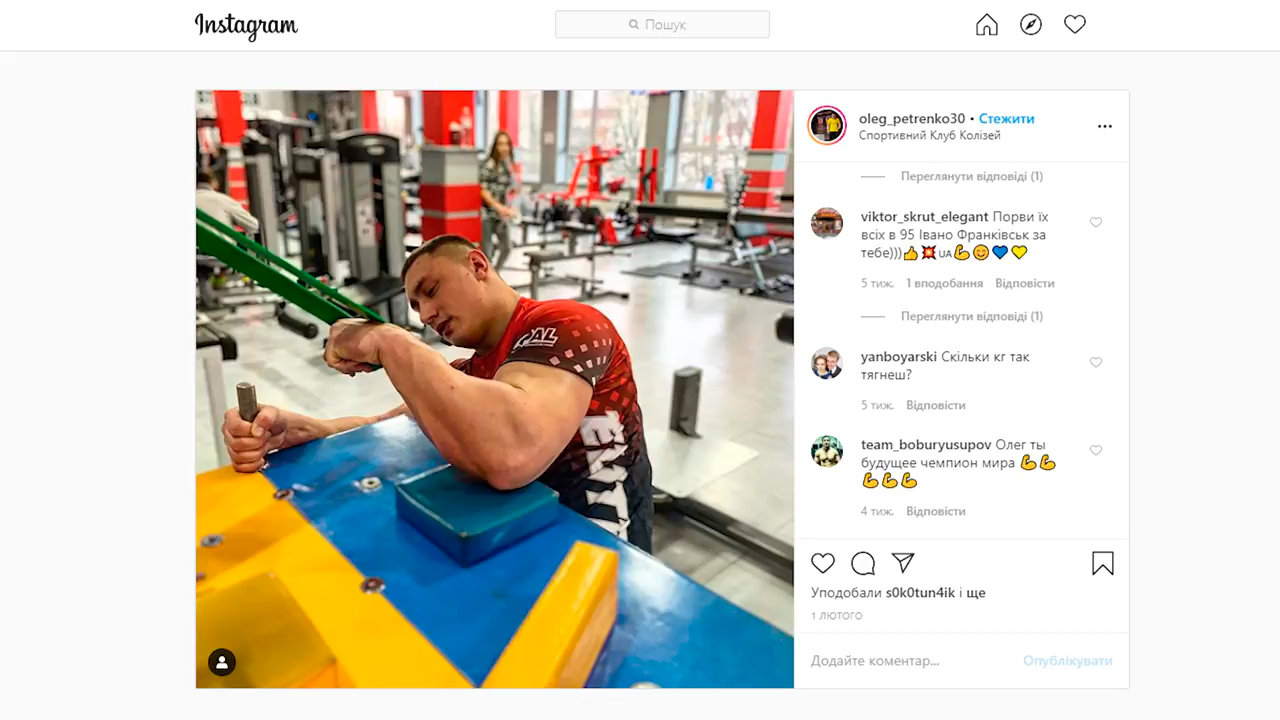 Instagram
Пошук
oleg_petrenko30 • Стежити
Спортивний Клуб Колізей
Переглянути відповіді (1)
viktor_skrut_elegant Порви їх
всіх в 95 Івано Франківськ за
тебе)))👍💥UA💪😊💙💛
5 тиж. 1 вподобання Відповісти
Переглянути відповіді (1)
yanboyarski Скільки кг так
тягнеш?
5 тиж. Відповісти
team_boburyusupov Олег ты
будущее чемпион мира 💪💪
💪💪💪
4 тиж. Відповісти
Уподобали s0k0tun4ik і ще
1 ЛЮТОГО
Додайте коментар... Опублікувати
PAL